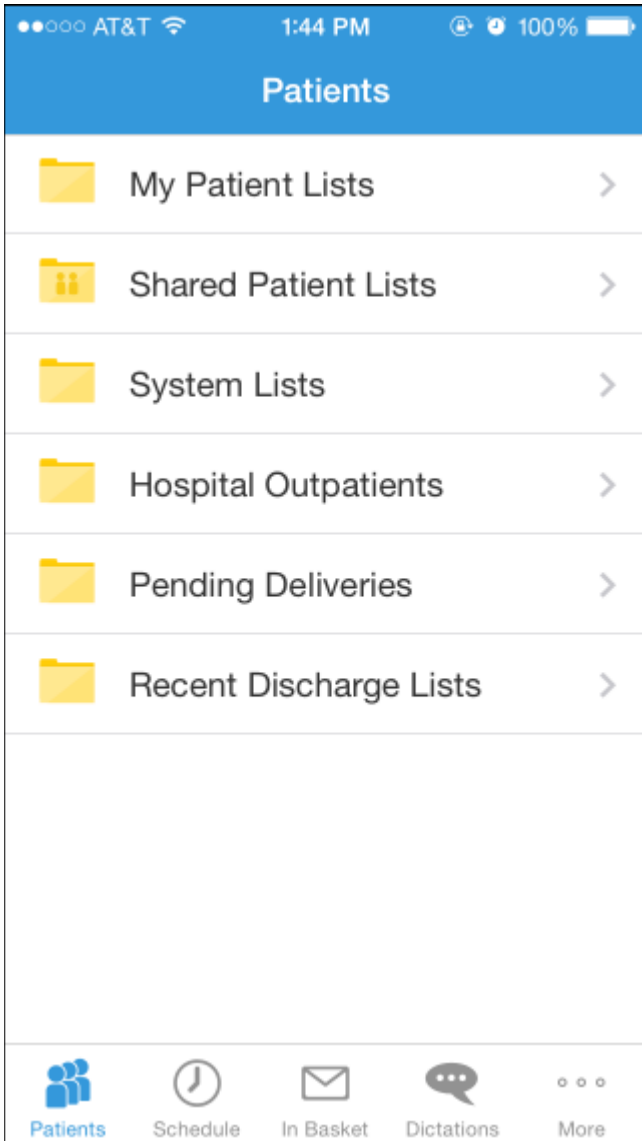 AT&T 1:44 PM 100%
Patients
My Patient Lists
Shared Patient Lists
System Lists
Hospital Outpatients
Pending Deliveries
Recent Discharge Lists
Patients Schedule In Basket Dictations More